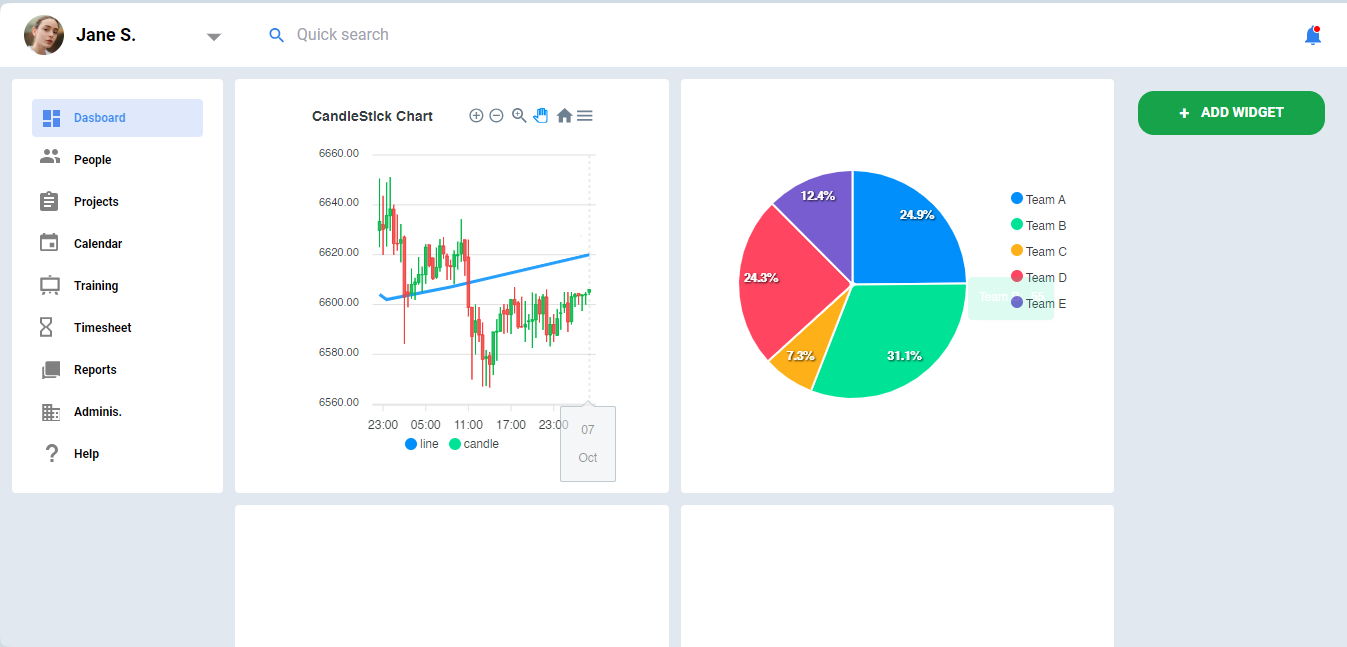 Jane S.
Quick search
Dasboard
People
Projects
Calendar
Training
Timesheet
Reports
Adminis.
Help
CandleStick Chart
6660.00
6640.00
6620.00
6600.00
6580.00
6560.00
23:00 05:00 11:00 17:00 23:00
line candle
07
Oct
12.4%
24.9%
24.3%
7.3%
31.1%
Team A
Team B
Team C
Team D
Team E
+ ADD WIDGET